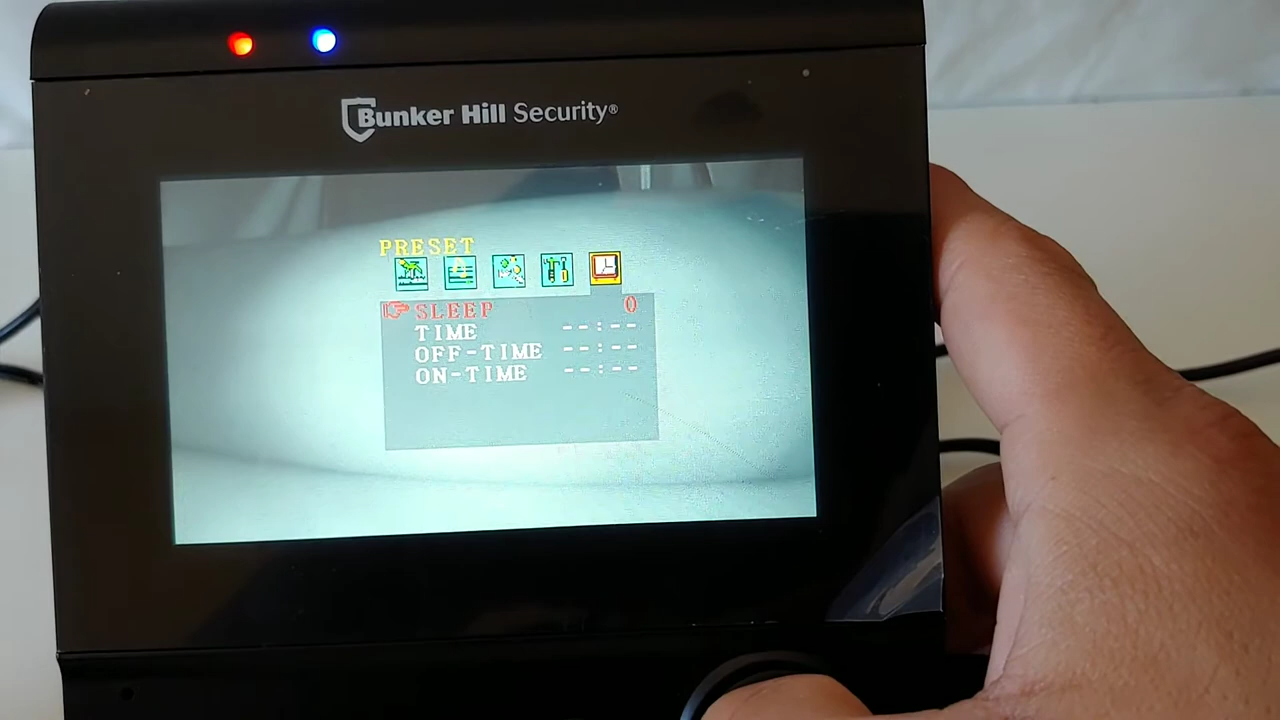 Bunker Hill Security®
PRESET
SLEEP 0
TIME --:--
OFF-TIME --:--
ON-TIME --:--